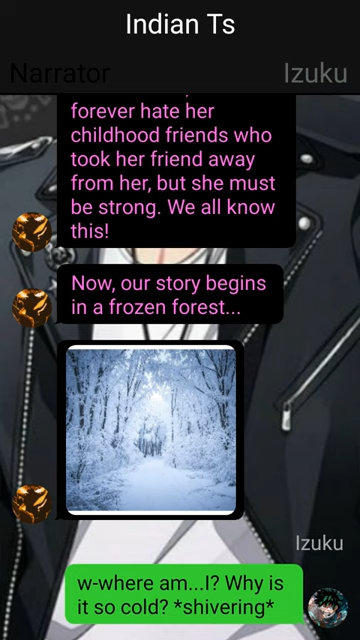 Indian Ts
Narrator
Izuku
forever hate her
childhood friends who
took her friend away
from her, but she must
be strong. We all know
this!
Now, our story begins
in a frozen forest...
Izuku
w-where am...I? Why is
it so cold? *shivering*